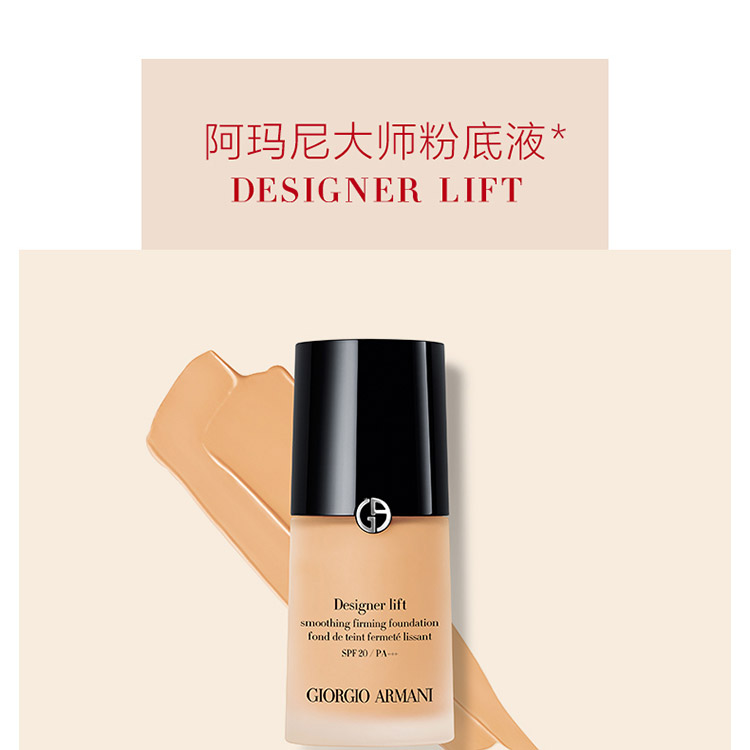 阿玛尼大师粉底液*
DESIGNER LIFT
GA
Designer lift
smoothing firming foundation
fond de teint fermeté lissant
SPF 20 / PA+++
GIORGIO ARMANI